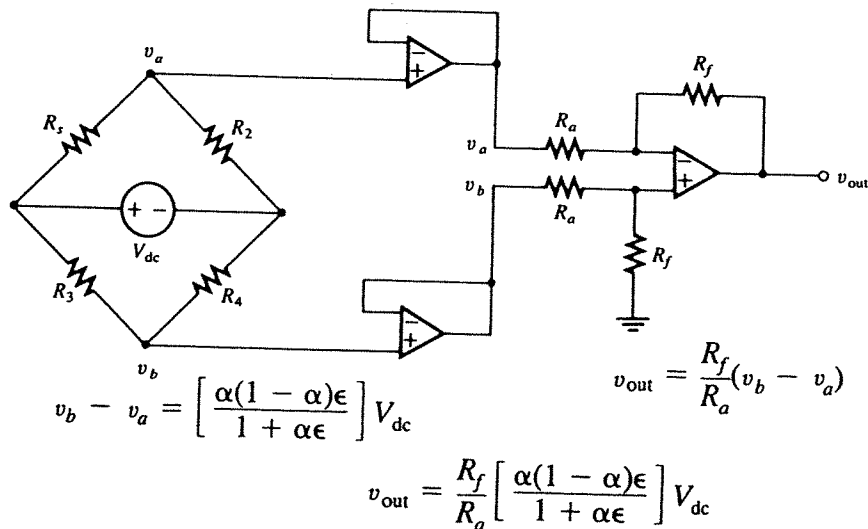 v_a
R_s
R_2
+ −
V_dc
R_3
R_4
v_b
−
+
−
+
v_a
v_b
R_a
R_a
R_f
−
+
R_f
v_out
v_b − v_a = [ α(1 − α)ϵ / 1 + αϵ ] V_dc
v_out = R_f / R_a (v_b − v_a)
v_out = R_f / R_a [ α(1 − α)ϵ / 1 + αϵ ] V_dc